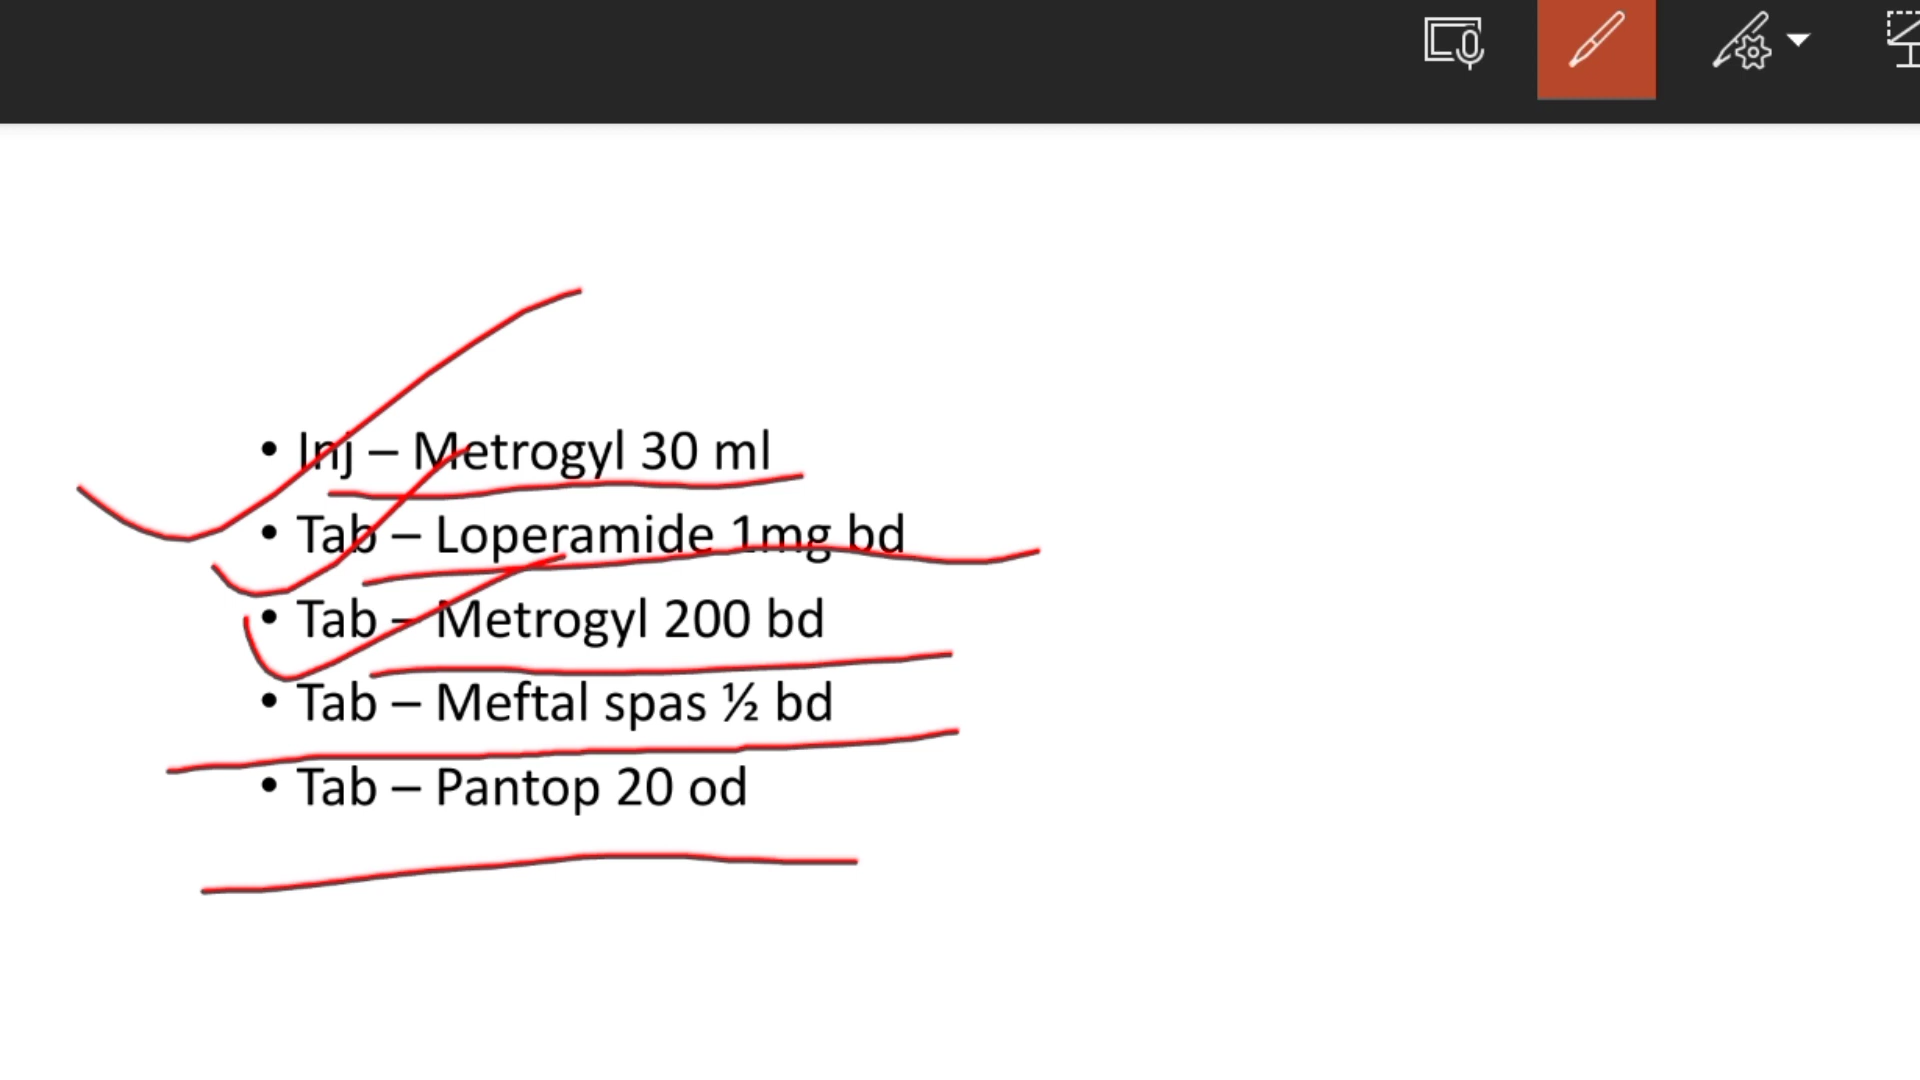 • Inj – Metrogyl 30 ml
• Tab – Loperamide 1mg bd
• Tab – Metrogyl 200 bd
• Tab – Meftal spas ½ bd
• Tab – Pantop 20 od